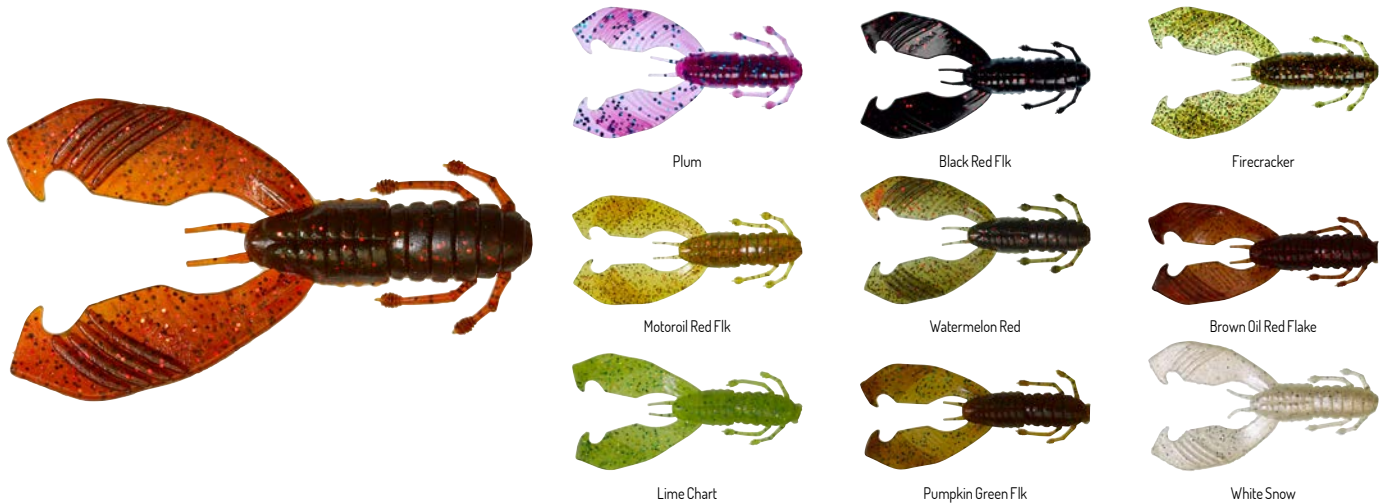 Plum
Black Red Flk
Firecracker
Motoroil Red Flk
Watermelon Red
Brown Oil Red Flake
Lime Chart
Pumpkin Green Flk
White Snow